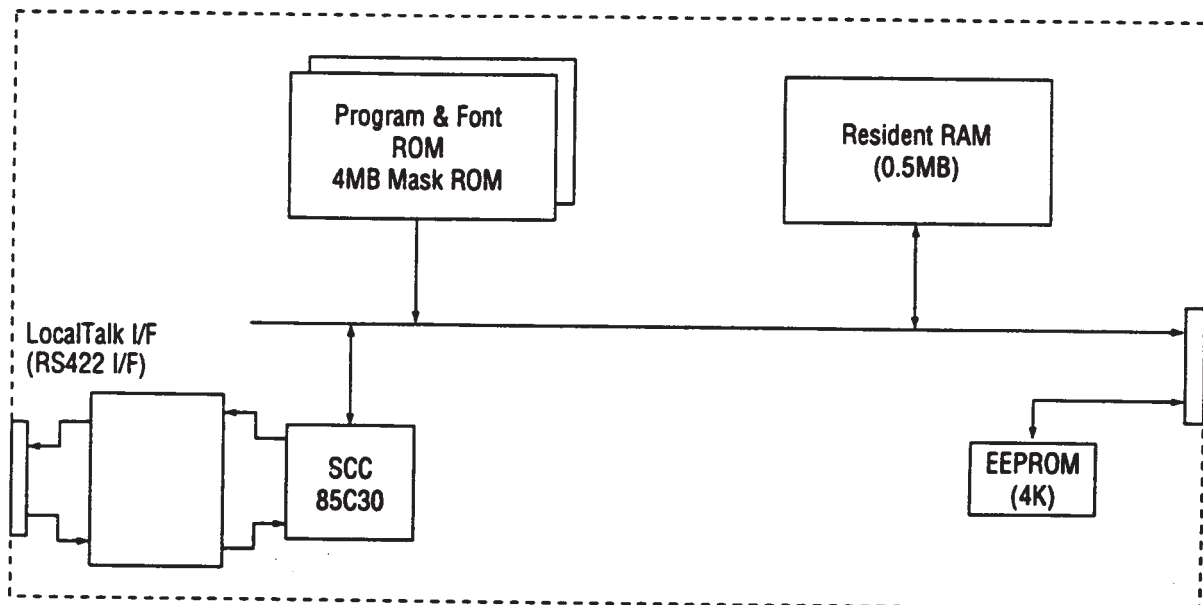 Program & Font
ROM
4MB Mask ROM
Resident RAM
(0.5MB)
LocalTalk I/F
(RS422 I/F)
SCC
85C30
EEPROM
(4K)